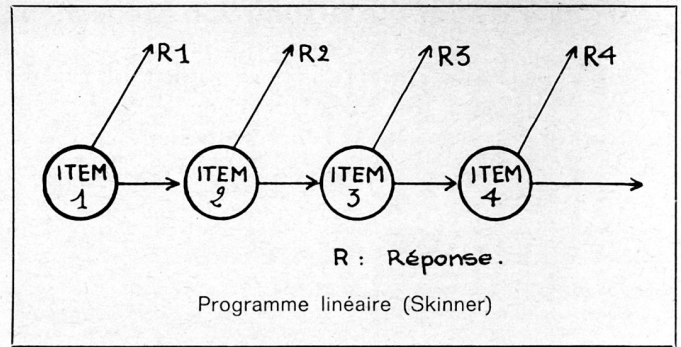 R1 R2 R3 R4
ITEM 1 ITEM 2 ITEM 3 ITEM 4
R : Réponse.
Programme linéaire (Skinner)